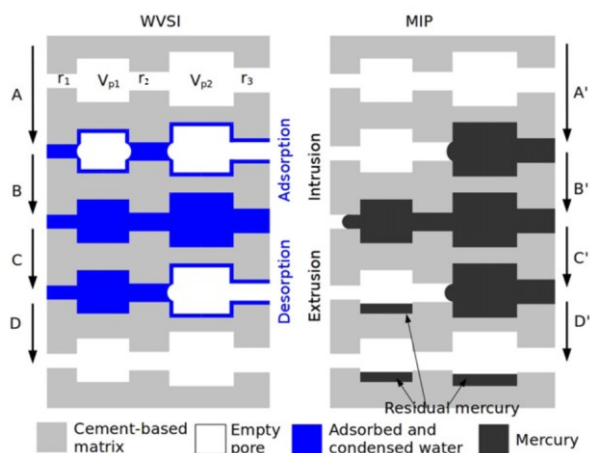 WVSI MIP
r₁ Vp1 r₂ Vp2 r₃
A A'
Adsorption Intrusion
B B'
C C'
Desorption Extrusion
D D'
Residual mercury
Cement-based matrix
Empty pore
Adsorbed and condensed water
Mercury